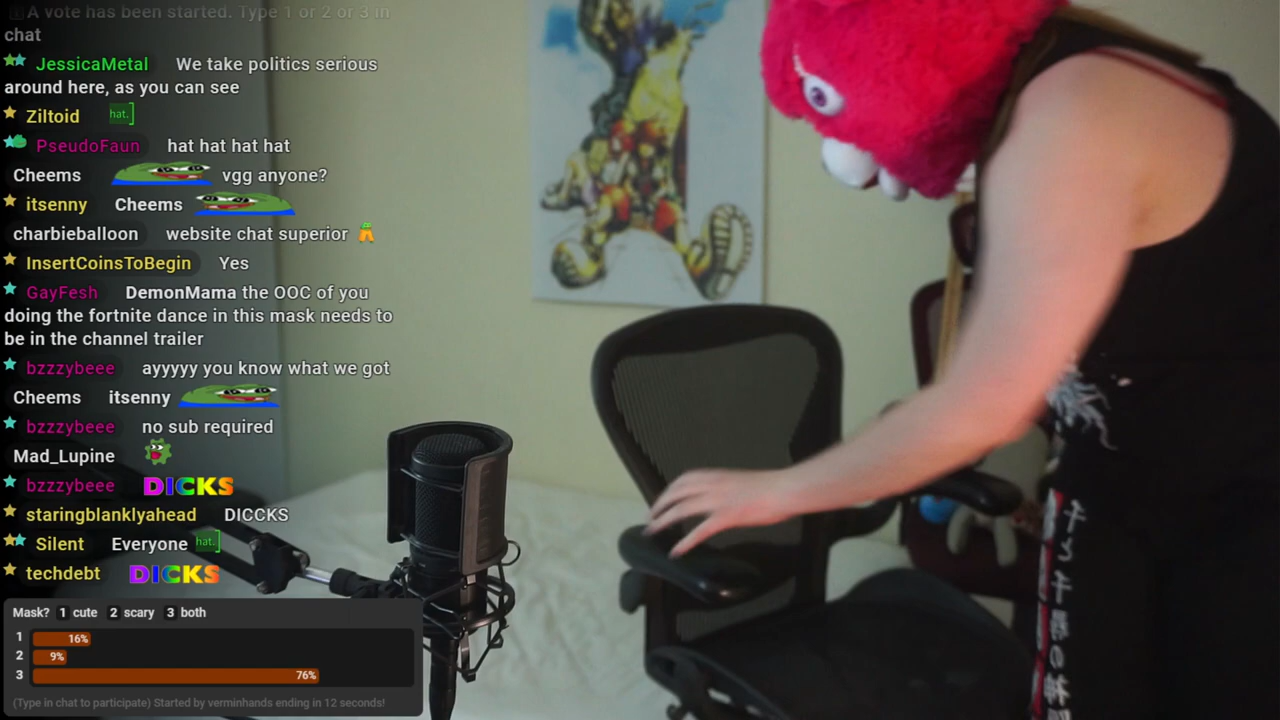 A vote has been started. Type 1 or 2 or 3 in
chat
JessicaMetal We take politics serious
around here, as you can see
Ziltoid hat.
PseudoFaun hat hat hat hat
Cheems vgg anyone?
itsenny Cheems
charbieballoon website chat superior
InsertCoinsToBegin Yes
GayFesh DemonMama the OOC of you
doing the fortnite dance in this mask needs to
be in the channel trailer
bzzzybeee ayyyyy you know what we got
Cheems itsenny
bzzzybeee no sub required
Mad_Lupine
bzzzybeee DICKS
staringblanklyahead DICCKS
Silent Everyone hat.
techdebt DICKS
Mask? 1 cute 2 scary 3 both
1 16%
2 9%
3 76%
(Type in chat to participate) Started by verminhands ending in 12 seconds!